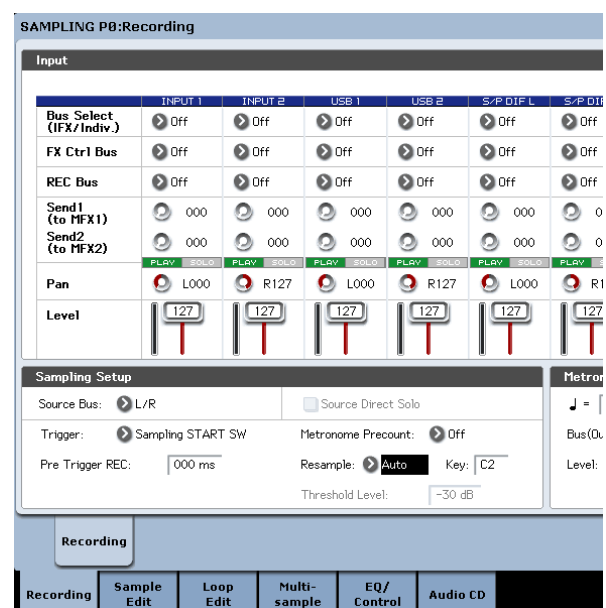 SAMPLING P0:Recording
Input
INPUT 1 INPUT 2 USB 1 USB 2 S/P DIF L S/P DIF
Bus Select (IFX/Indiv.) Off Off Off Off Off Off
FX Ctrl Bus Off Off Off Off Off Off
REC Bus Off Off Off Off Off Off
Send1 (to MFX1) 000 000 000 000 000 0
Send2 (to MFX2) 000 000 000 000 000 0
PLAY SOLO PLAY SOLO PLAY SOLO PLAY SOLO PLAY SOLO PLAY S
Pan L000 R127 L000 R127 L000 R1
Level 127 127 127 127 127 127
Sampling Setup Metron
Source Bus: L/R Source Direct Solo ♩ =
Trigger: Sampling START SW Metronome Precount: Off Bus(Ou
Pre Trigger REC: 000 ms Resample: Auto Key: C2 Level:
Threshold Level: -30 dB
Recording
Recording Sample Edit Loop Edit Multi-sample EQ/Control Audio CD